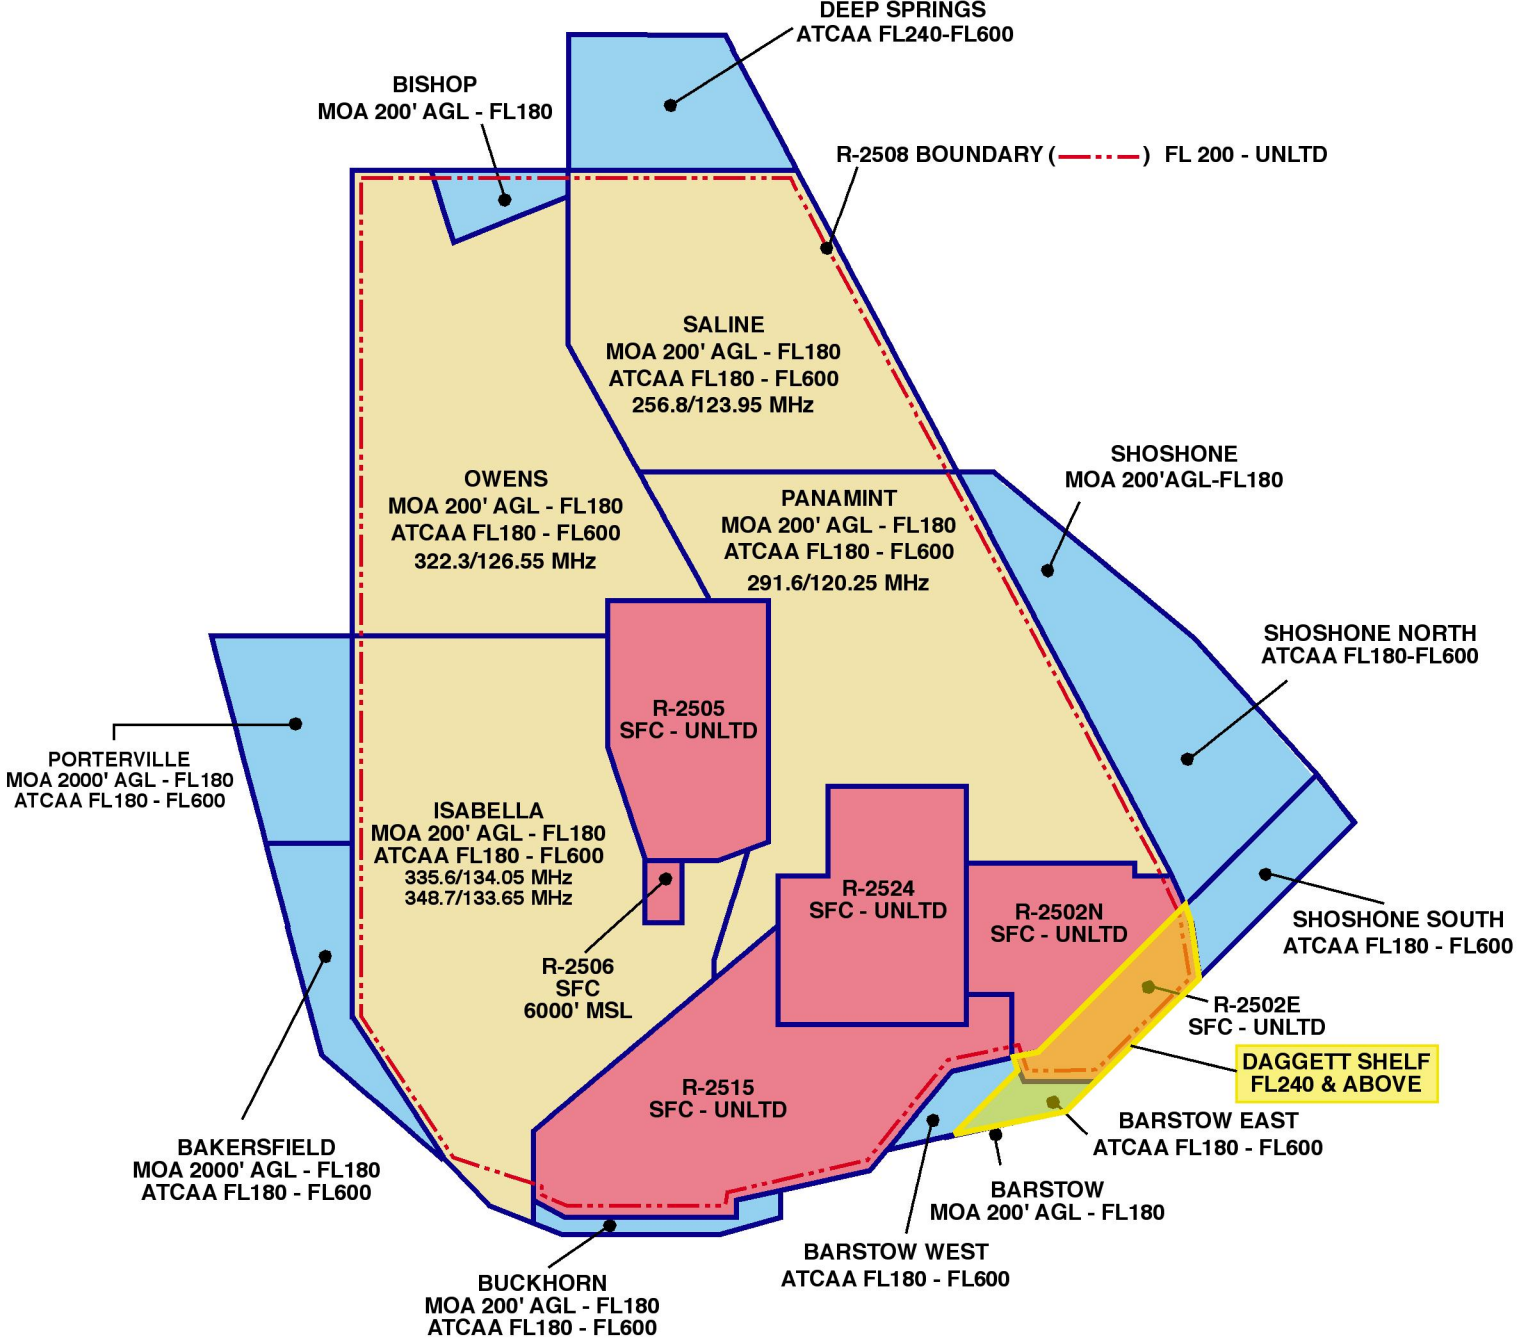 DEEP SPRINGS
ATCAA FL240-FL600
BISHOP
MOA 200' AGL - FL180
R-2508 BOUNDARY ( ) FL 200 - UNLTD
SALINE
MOA 200' AGL - FL180
ATCAA FL180 - FL600
256.8/123.95 MHz
SHOSHONE
MOA 200'AGL-FL180
OWENS
MOA 200' AGL - FL180
ATCAA FL180 - FL600
322.3/126.55 MHz
PANAMINT
MOA 200' AGL - FL180
ATCAA FL180 - FL600
291.6/120.25 MHz
SHOSHONE NORTH
ATCAA FL180-FL600
R-2505
SFC - UNLTD
PORTERVILLE
MOA 2000' AGL - FL180
ATCAA FL180 - FL600
ISABELLA
MOA 200' AGL - FL180
ATCAA FL180 - FL600
335.6/134.05 MHz
348.7/133.65 MHz
R-2524
SFC - UNLTD
R-2502N
SFC - UNLTD
SHOSHONE SOUTH
ATCAA FL180 - FL600
R-2506
SFC
6000' MSL
R-2502E
SFC - UNLTD
DAGGETT SHELF
FL240 & ABOVE
R-2515
SFC - UNLTD
BARSTOW EAST
ATCAA FL180 - FL600
BAKERSFIELD
MOA 2000' AGL - FL180
ATCAA FL180 - FL600
BARSTOW
MOA 200' AGL - FL180
BARSTOW WEST
ATCAA FL180 - FL600
BUCKHORN
MOA 200' AGL - FL180
ATCAA FL180 - FL600